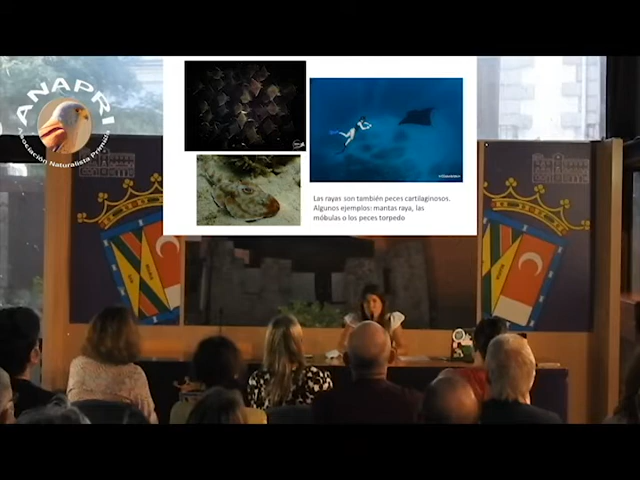 ANAPRI
Asociación Naturalista Primilla
Las rayas son también peces cartilaginosos.
Algunos ejemplos: mantas raya, las
móbulas o los peces torpedo